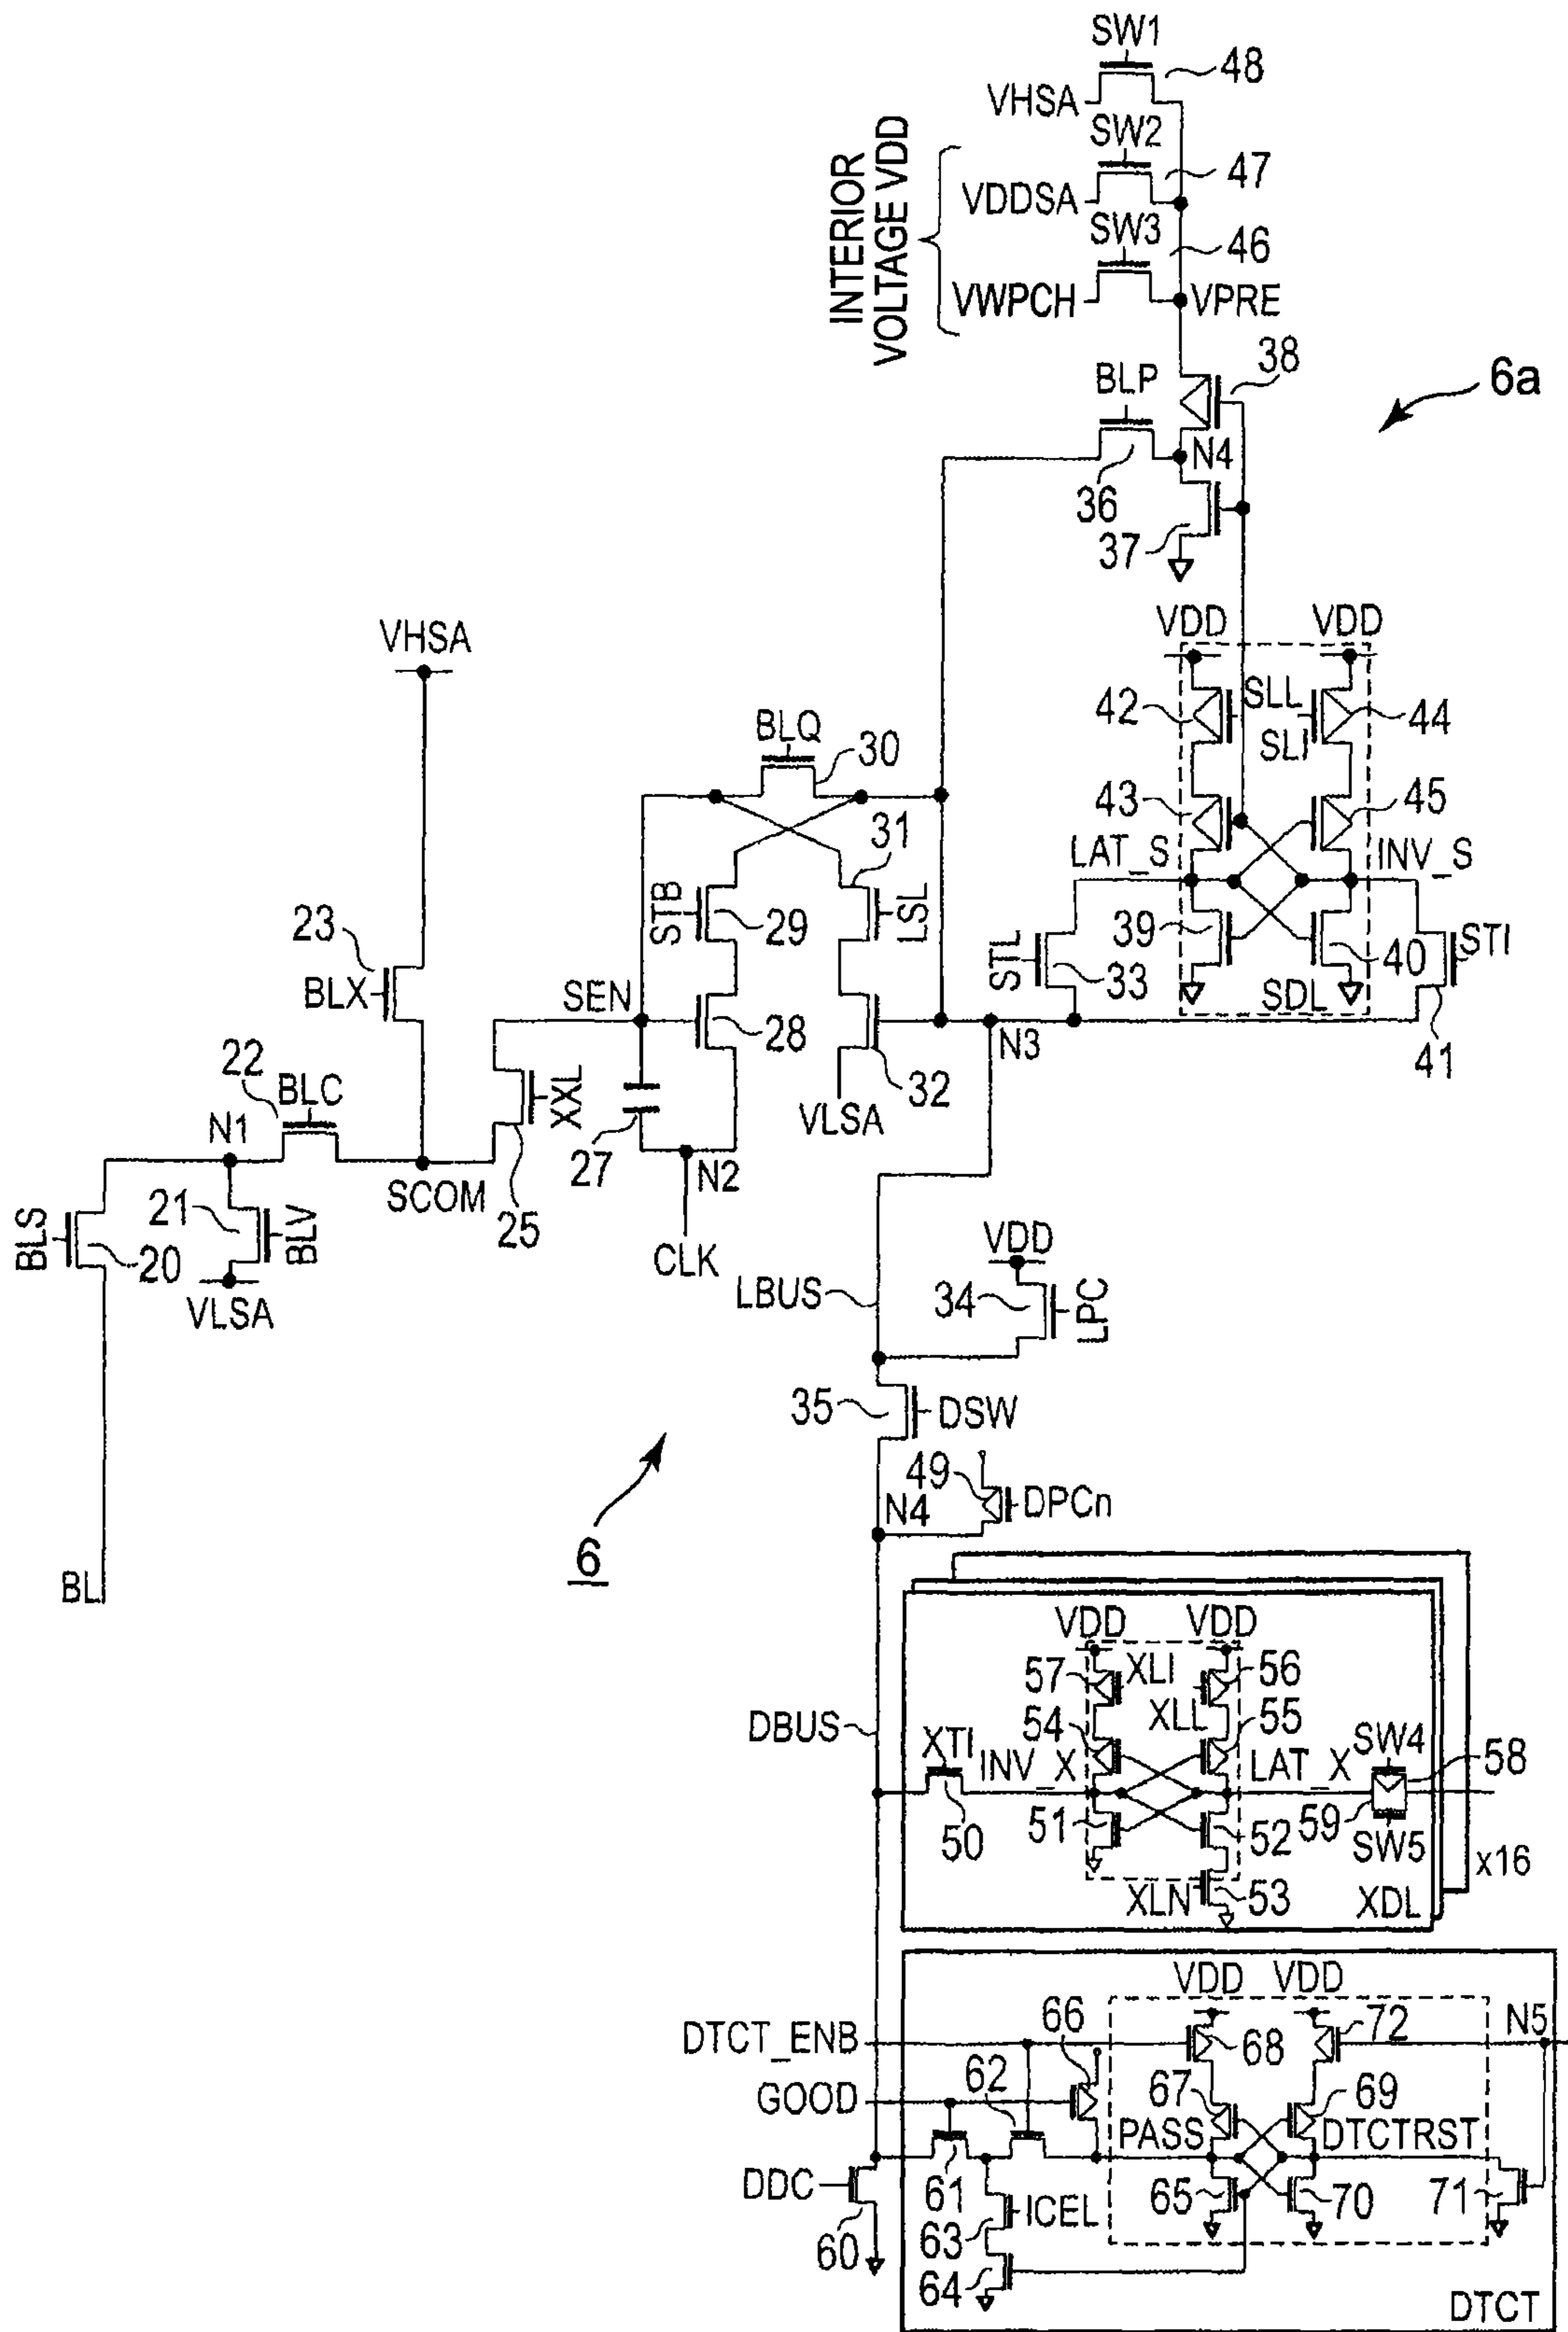 SW1
48
VHSA
SW2
47
VDDSA
SW3
46
VWPCH
VPRE
INTERIOR
VOLTAGE VDD
38
6a
BLP
N4
36
37
VHSA
VDD
VDD
42
SLL
SLI
44
BLQ
30
43
45
31
LAT_S
INV_S
23
STB
29
LSL
39
40
STI
BLX
SEN
STL
33
SDL
28
N3
41
22
BLC
XXL
32
N1
VLSA
27
N2
SCOM
25
BLS
20
21
BLV
VLSA
CLK
VDD
LBUS
34
LPC
35
DSW
49
DPCn
N4
6
BL
VDD
VDD
57
XLI
56
XLL
DBUS
54
55
XTI
INV_X
LAT_X
SW4
58
50
51
52
59
SW5
x16
XLN
53
XDL
VDD
VDD
DTCT_ENB
66
68
72
N5
62
GOOD
67
69
PASS
DTCTRST
DDC
61
65
70
71
ICEL
63
60
64
DTCT